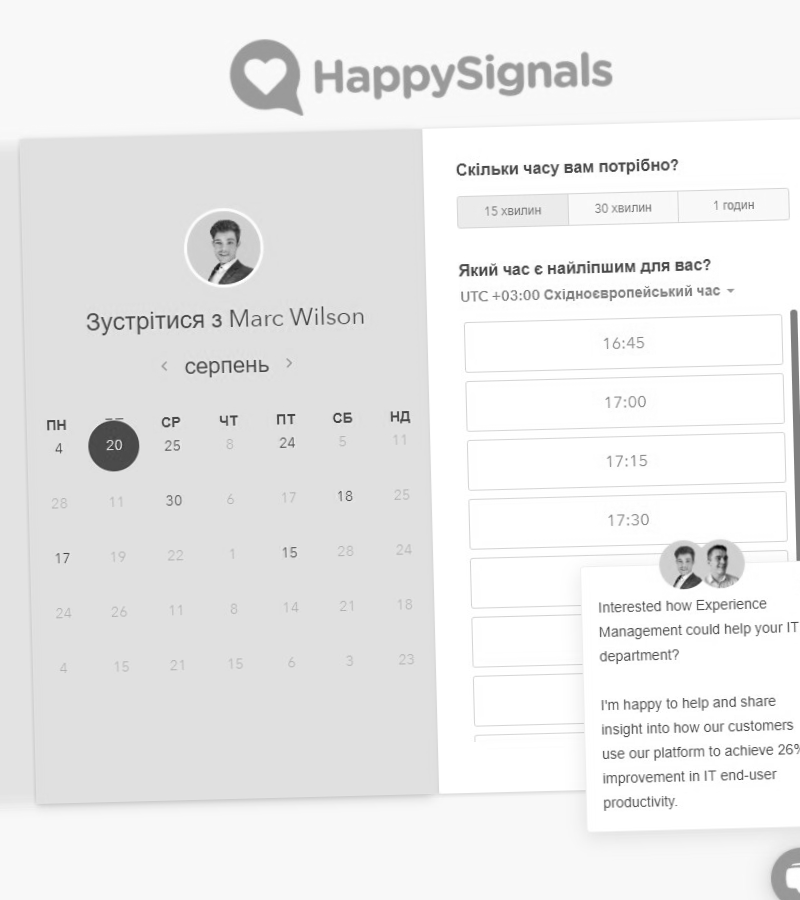 HappySignals
Зустрітися з Marc Wilson
серпень
ПН СР ЧТ ПТ СБ НД
4 20 25 8 24 5 11
28 11 30 6 17 18 25
17 19 22 1 15 28 24
24 26 11 8 14 21 18
4 15 21 15 6 3 23
Скільки часу вам потрібно?
15 хвилин 30 хвилин 1 годин
Який час є найліпшим для вас?
UTC +03:00 Східноєвропейський час
16:45
17:00
17:15
17:30
Interested how Experience
Management could help your IT
department?
I'm happy to help and share
insight into how our customers
use our platform to achieve 26%
improvement in IT end-user
productivity.